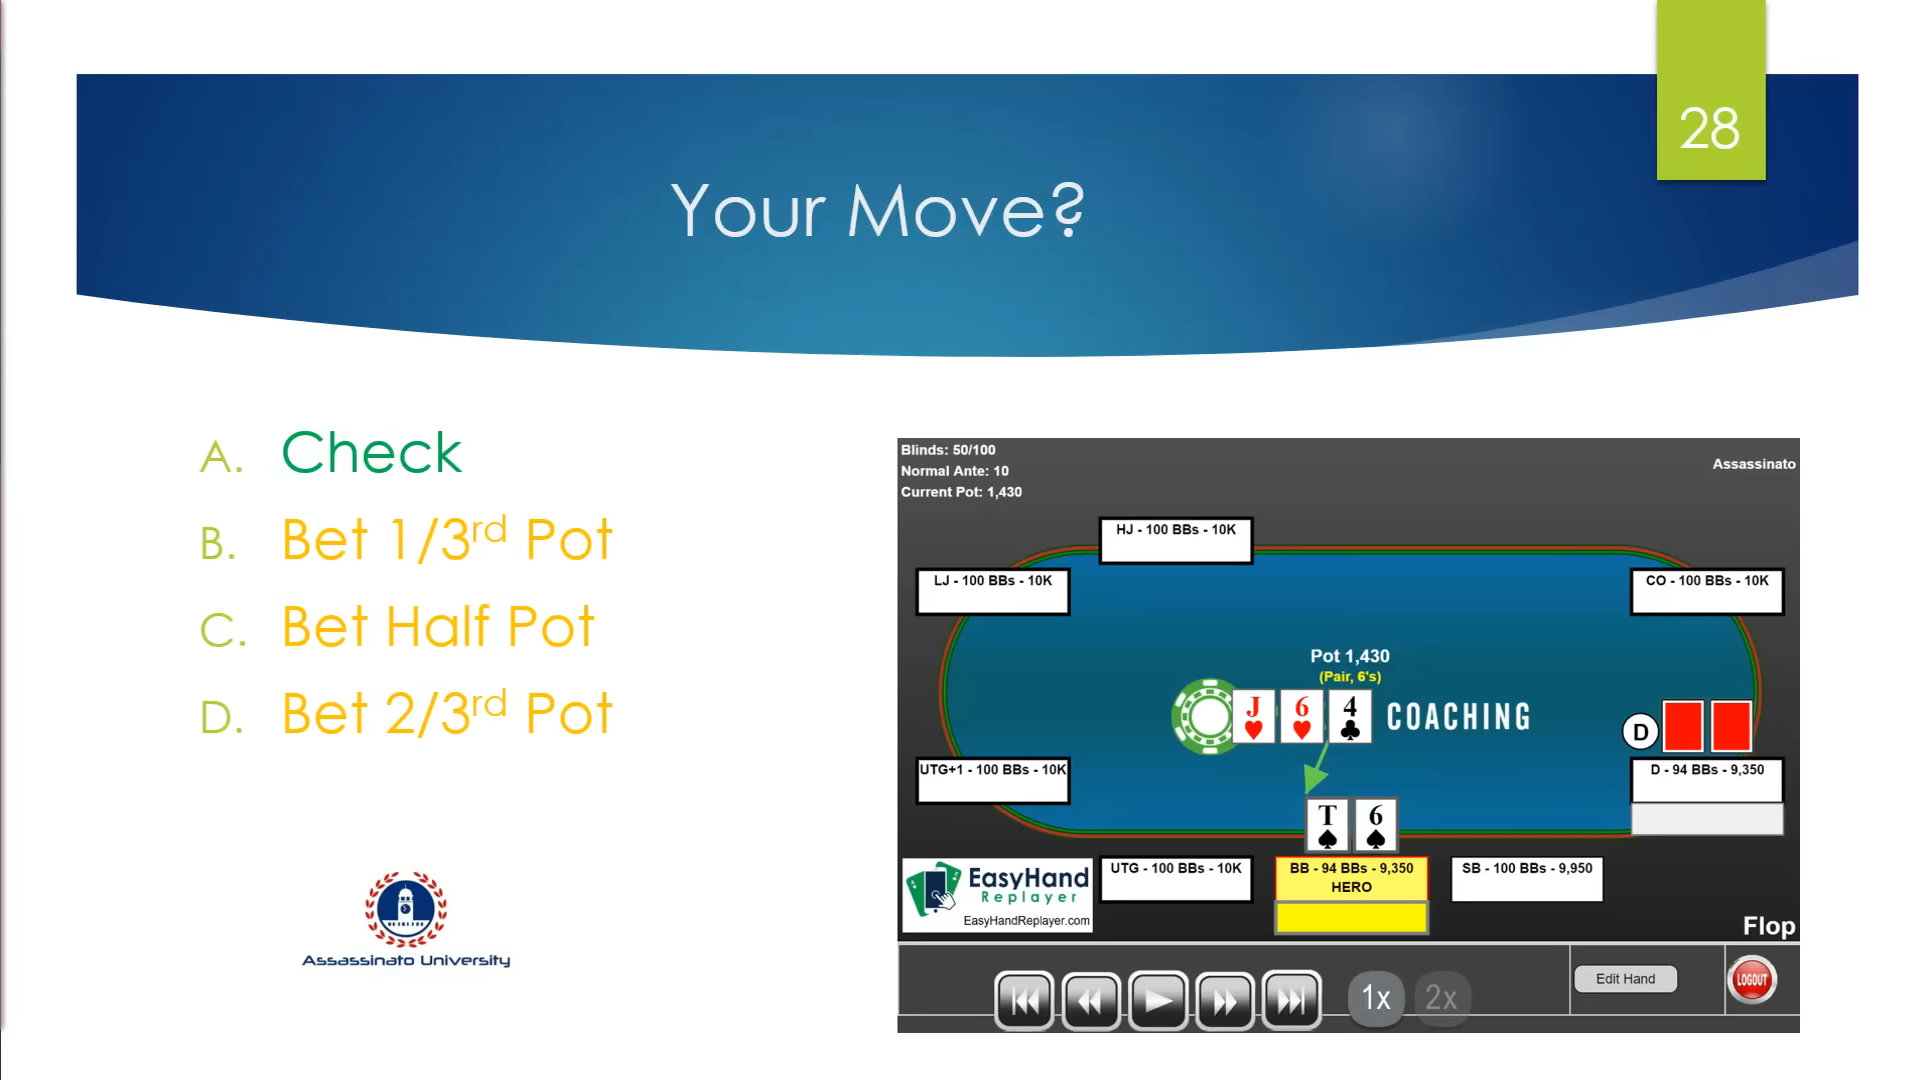 28
Your Move?
A. Check
B. Bet 1/3rd Pot
C. Bet Half Pot
D. Bet 2/3rd Pot
Assassinato University
Blinds: 50/100
Normal Ante: 10
Current Pot: 1,430
Assassinato
HJ - 100 BBs - 10K
LJ - 100 BBs - 10K
CO - 100 BBs - 10K
Pot 1,430
(Pair, 6's)
J 6 4 COACHING
D
UTG+1 - 100 BBs - 10K
D - 94 BBs - 9,350
T 6
EasyHand
Replayer
EasyHandReplayer.com
UTG - 100 BBs - 10K
BB - 94 BBs - 9,350
HERO
SB - 100 BBs - 9,950
Flop
1x 2x
Edit Hand
LOGOUT